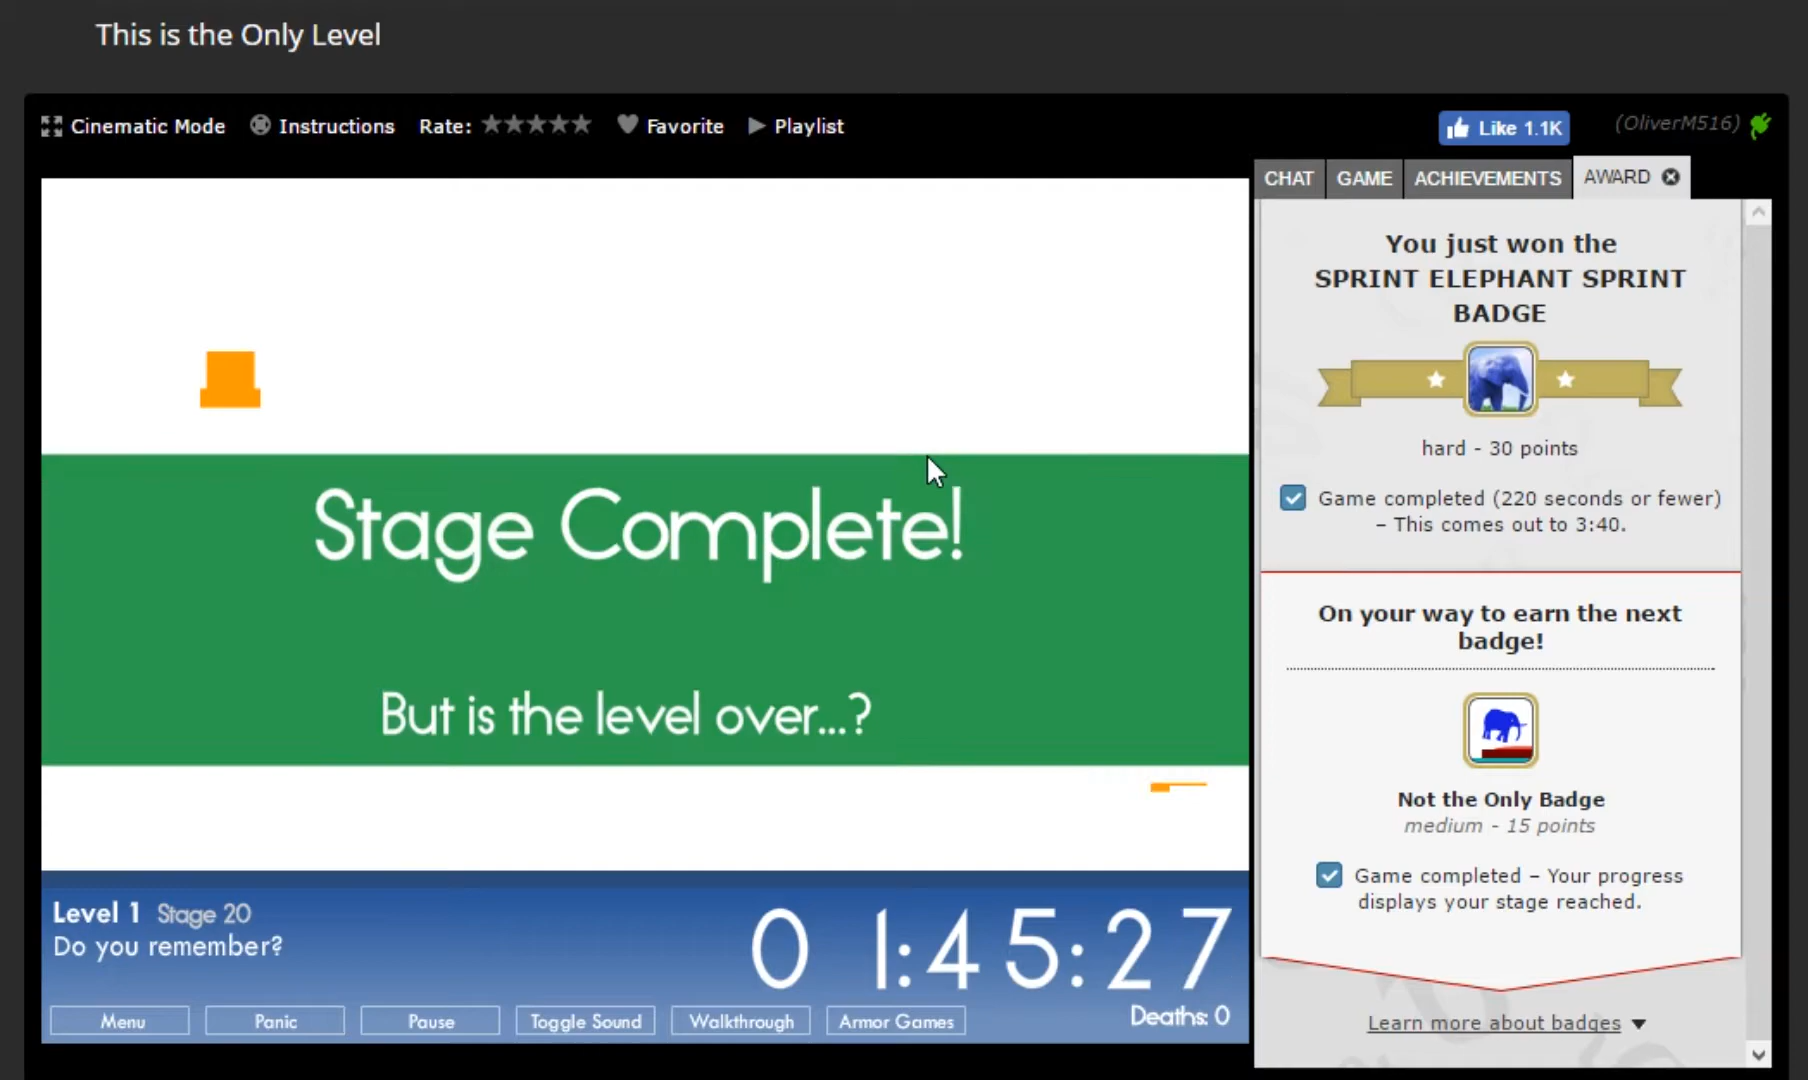 This is the Only Level
Cinematic Mode Instructions Rate: Favorite Playlist
Like 1.1K (OliverM516)
CHAT GAME ACHIEVEMENTS AWARD
You just won the
SPRINT ELEPHANT SPRINT
BADGE
hard - 30 points
Game completed (220 seconds or fewer)
– This comes out to 3:40.
On your way to earn the next
badge!
Not the Only Badge
medium - 15 points
Game completed – Your progress
displays your stage reached.
Learn more about badges
Stage Complete!
But is the level over...?
Level 1 Stage 20
Do you remember?
0 1:45:27
Deaths: 0
Menu Panic Pause Toggle Sound Walkthrough Armor Games